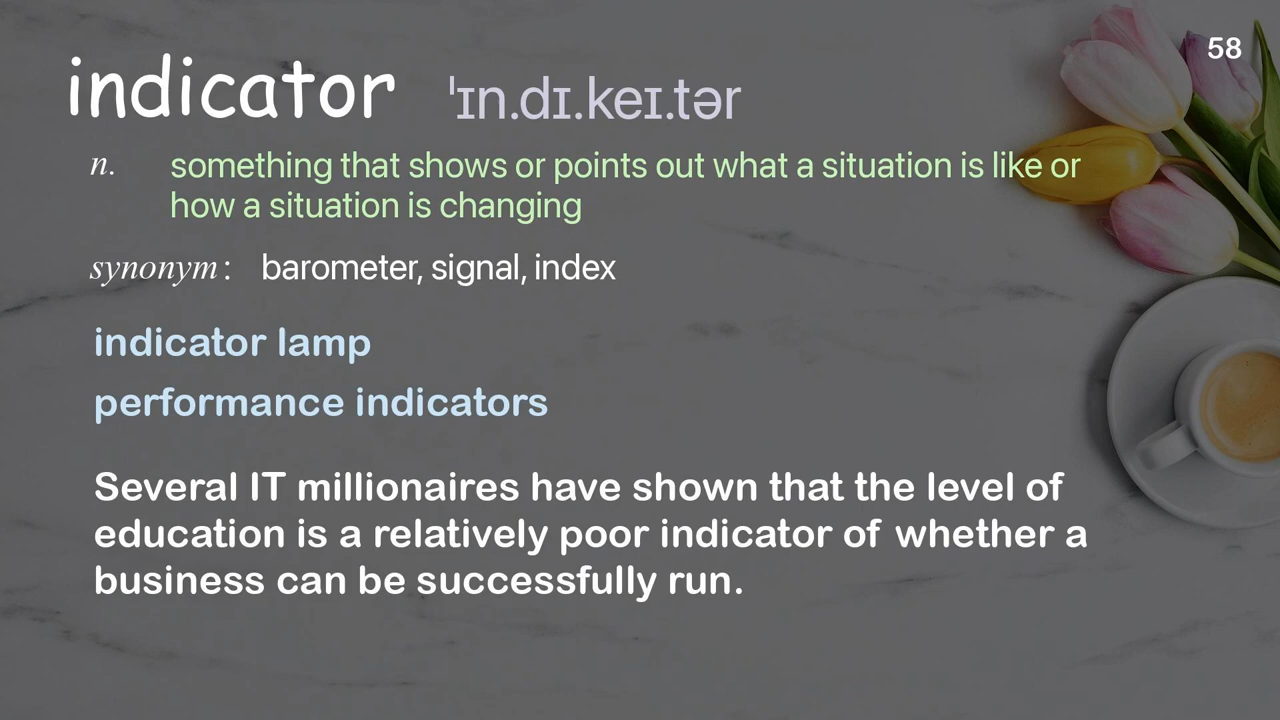 58
indicator ˈɪn.dɪ.keɪ.tər
n. something that shows or points out what a situation is like or
how a situation is changing
synonym: barometer, signal, index
indicator lamp
performance indicators
Several IT millionaires have shown that the level of
education is a relatively poor indicator of whether a
business can be successfully run.